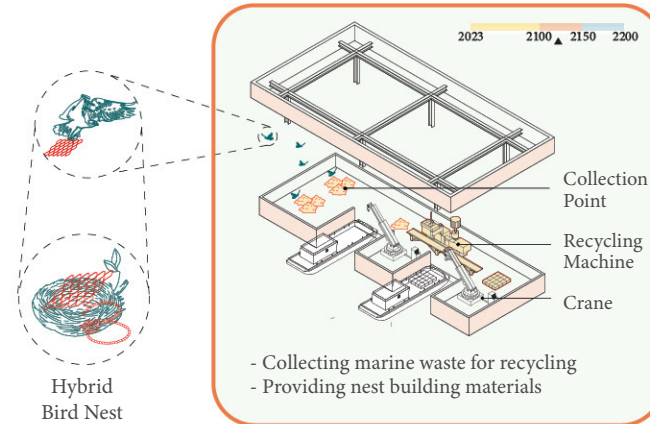 2023 2100 2150 2200
Collection
Point
Recycling
Machine
Crane
- Collecting marine waste for recycling
- Providing nest building materials
Hybrid
Bird Nest